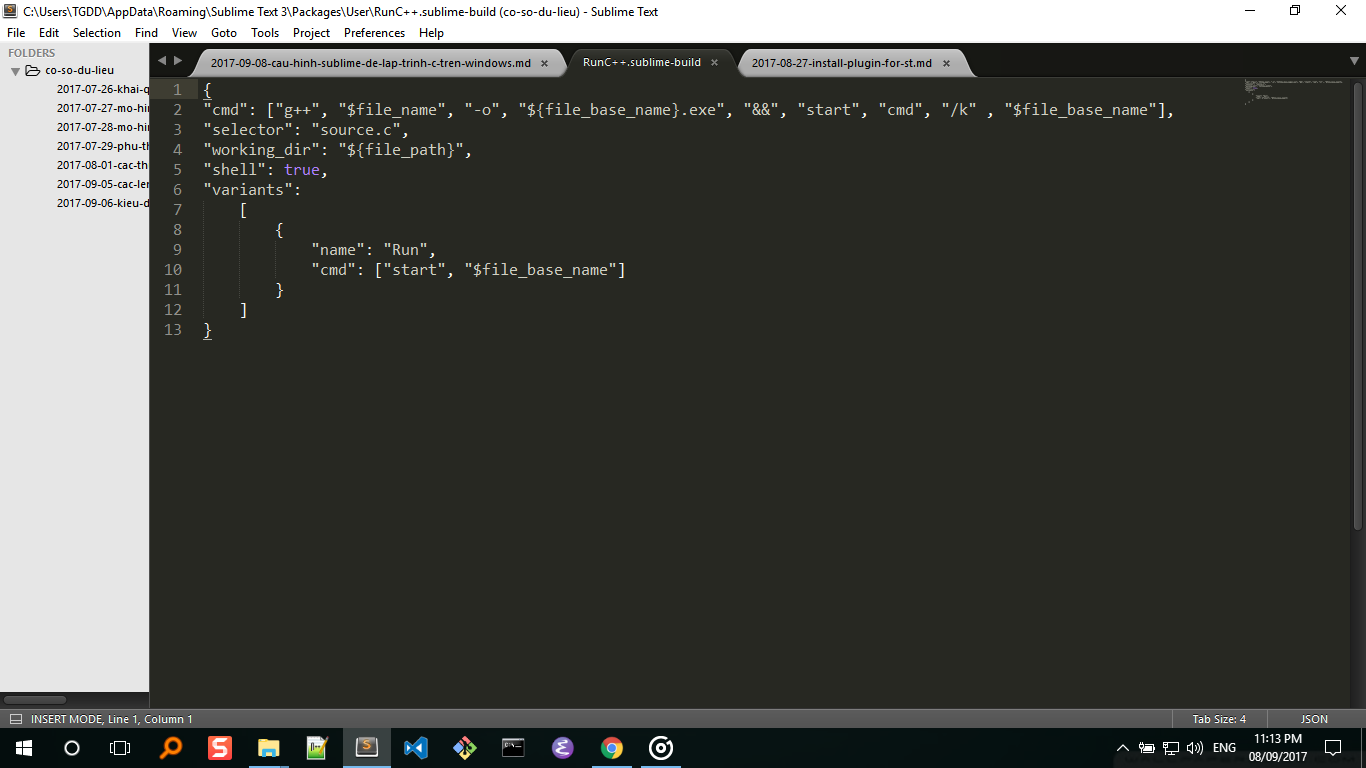 C:\Users\TGDD\AppData\Roaming\Sublime Text 3\Packages\User\RunC++.sublime-build (co-so-du-lieu) - Sublime Text
File Edit Selection Find View Goto Tools Project Preferences Help
FOLDERS
co-so-du-lieu
2017-07-26-khai-q
2017-07-27-mo-hir
2017-07-28-mo-hir
2017-07-29-phu-th
2017-08-01-cac-th
2017-09-05-cac-ler
2017-09-06-kieu-d
2017-09-08-cau-hinh-sublime-de-lap-trinh-c-tren-windows.md ×
RunC++.sublime-build ×
2017-08-27-install-plugin-for-st.md ×
1 {
2 "cmd": ["g++", "$file_name", "-o", "${file_base_name}.exe", "&&", "start", "cmd", "/k" , "$file_base_name"],
3 "selector": "source.c",
4 "working_dir": "${file_path}",
5 "shell": true,
6 "variants":
7 [
8 {
9 "name": "Run",
10 "cmd": ["start", "$file_base_name"]
11 }
12 ]
13 }
INSERT MODE, Line 1, Column 1
Tab Size: 4
JSON
ENG
11:13 PM
08/09/2017